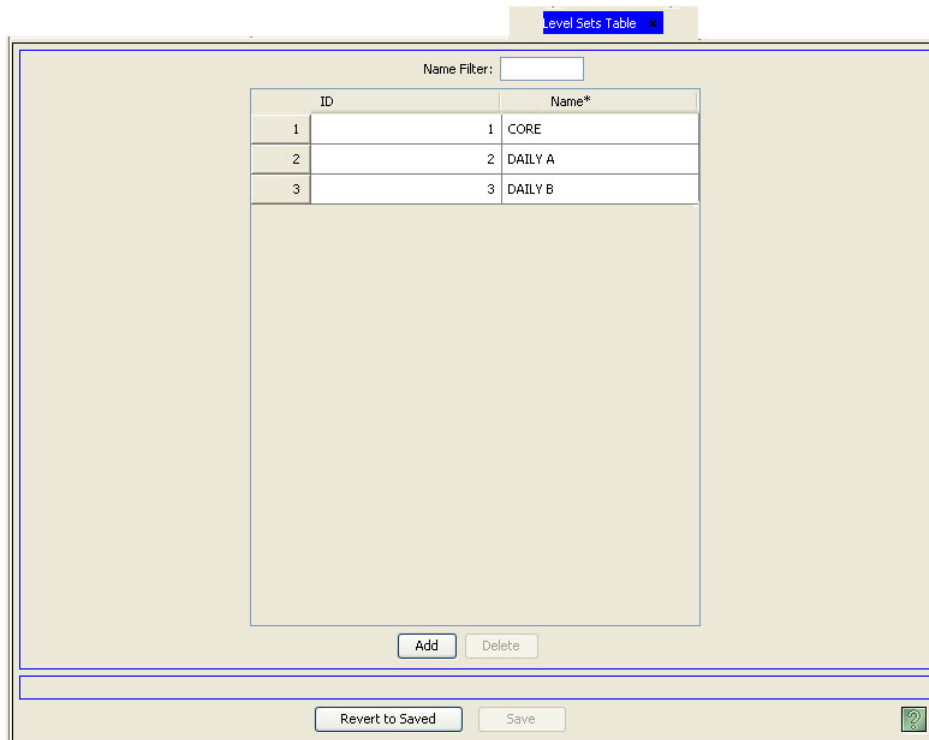 Level Sets Table x
Name Filter:
ID Name*
1 1 CORE
2 2 DAILY A
3 3 DAILY B
Add Delete
Revert to Saved Save ?